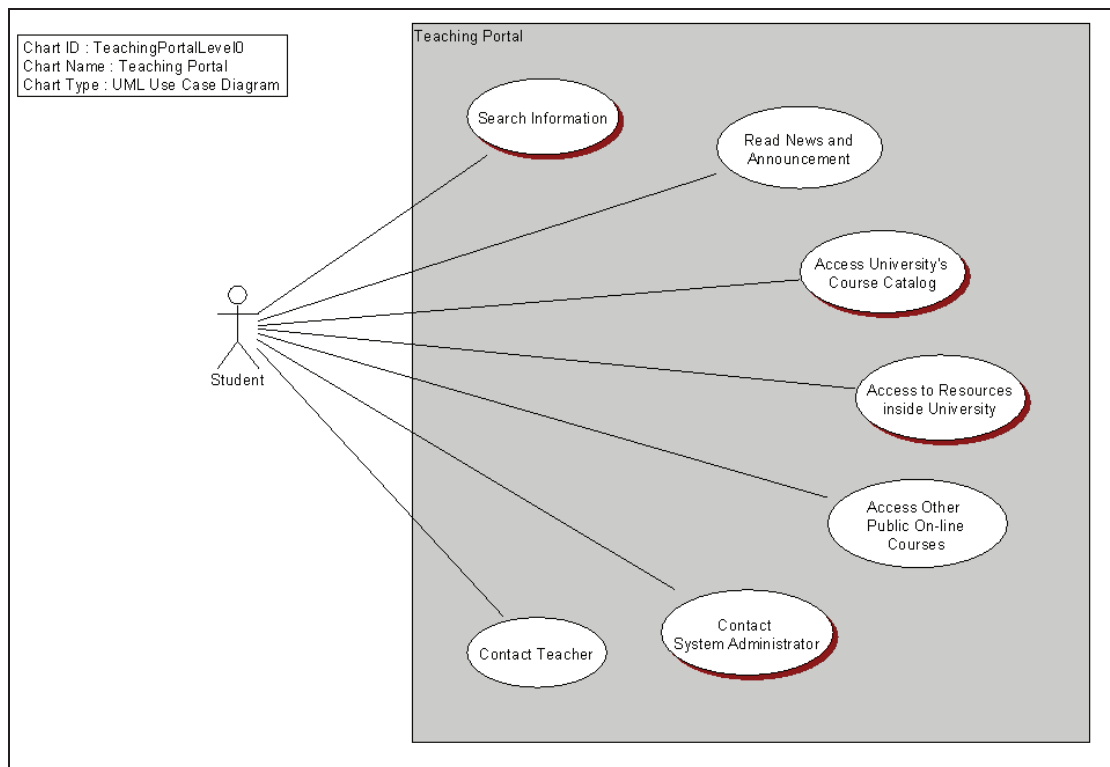 Chart ID : TeachingPortalLevel0
Chart Name : Teaching Portal
Chart Type : UML Use Case Diagram
Teaching Portal
Search Information
Read News and
Announcement
Access University's
Course Catalog
Access to Resources
inside University
Student
Access Other
Public On-line
Courses
Contact
System Administrator
Contact Teacher